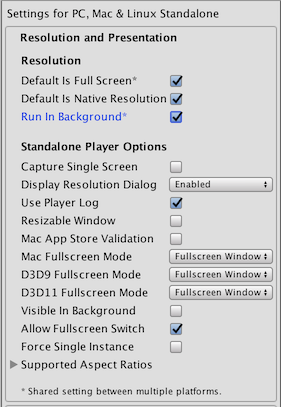 Settings for PC, Mac & Linux Standalone
Resolution and Presentation
Resolution
Default Is Full Screen*
Default Is Native Resolution
Run In Background*
Standalone Player Options
Capture Single Screen
Display Resolution Dialog Enabled
Use Player Log
Resizable Window
Mac App Store Validation
Mac Fullscreen Mode Fullscreen Window
D3D9 Fullscreen Mode Fullscreen Window
D3D11 Fullscreen Mode Fullscreen Window
Visible In Background
Allow Fullscreen Switch
Force Single Instance
Supported Aspect Ratios
* Shared setting between multiple platforms.